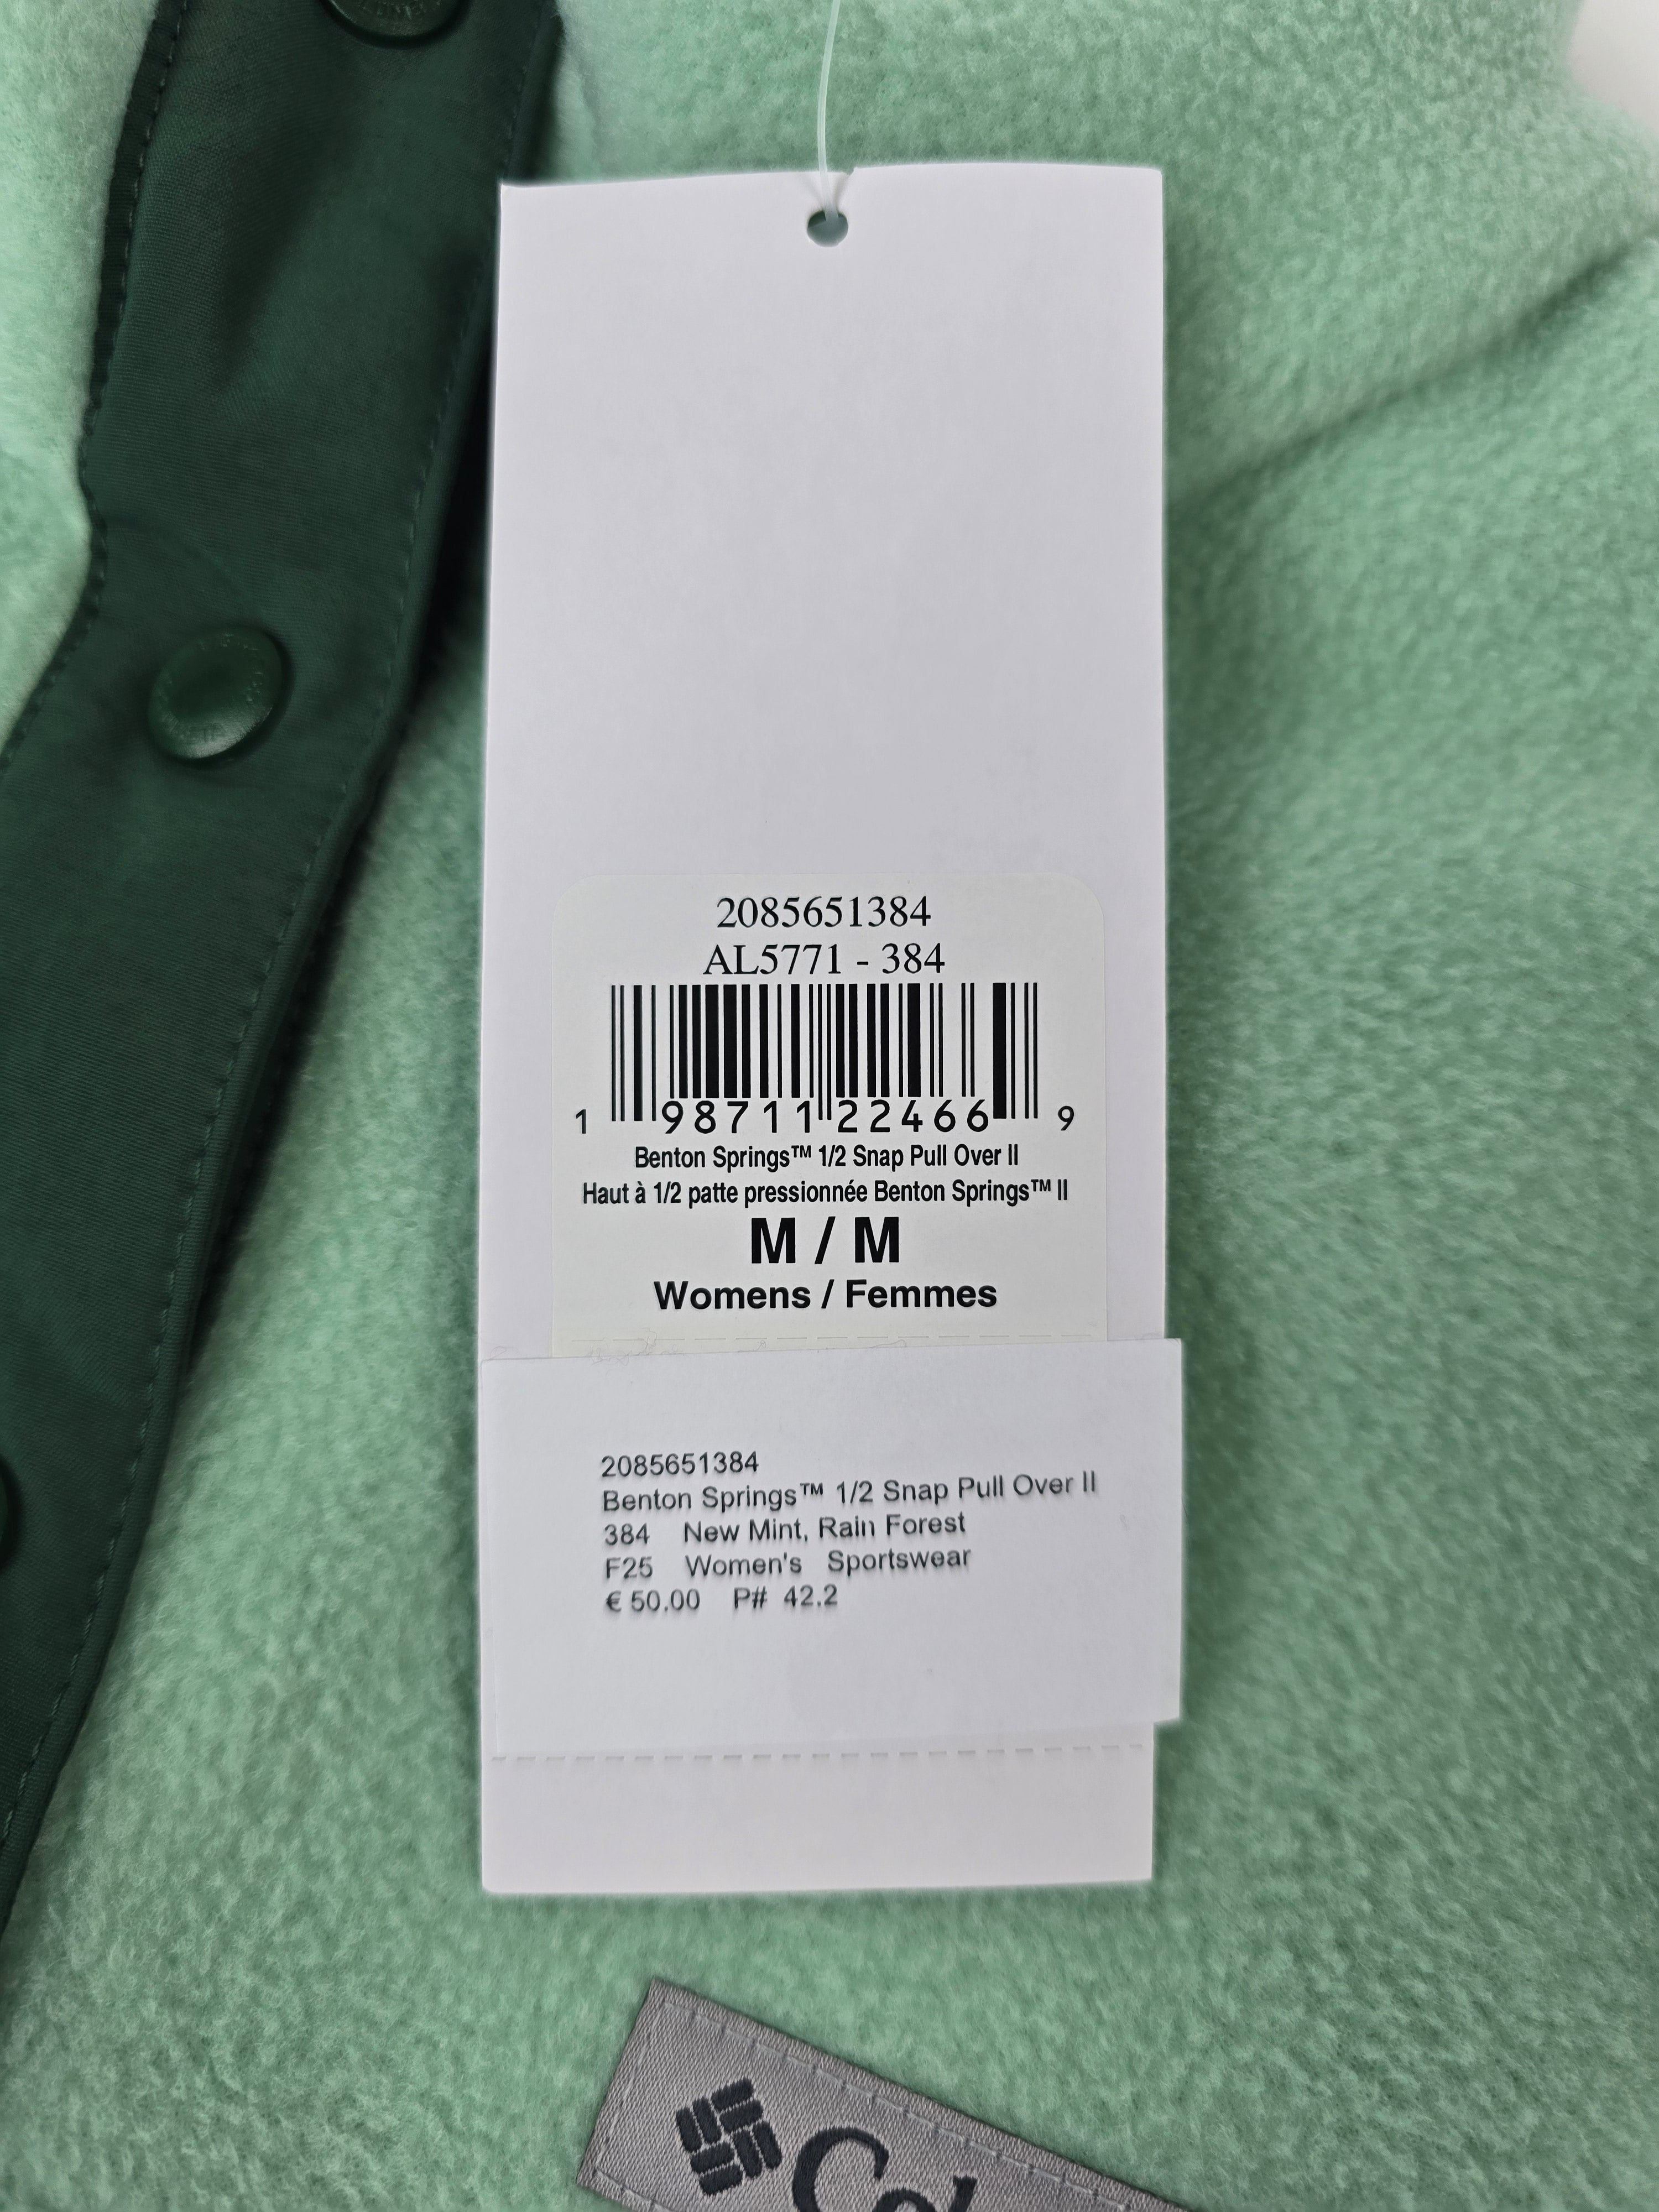 2085651384
AL5771 - 384
1 98711 22466 9
Benton Springs™ 1/2 Snap Pull Over II
Haut à 1/2 patte pressionnée Benton Springs™ II
M / M
Womens / Femmes
2085651384
Benton Springs™ 1/2 Snap Pull Over II
384 New Mint, Rain Forest
F25 Women's Sportswear
€ 50.00 P# 42.2
Col